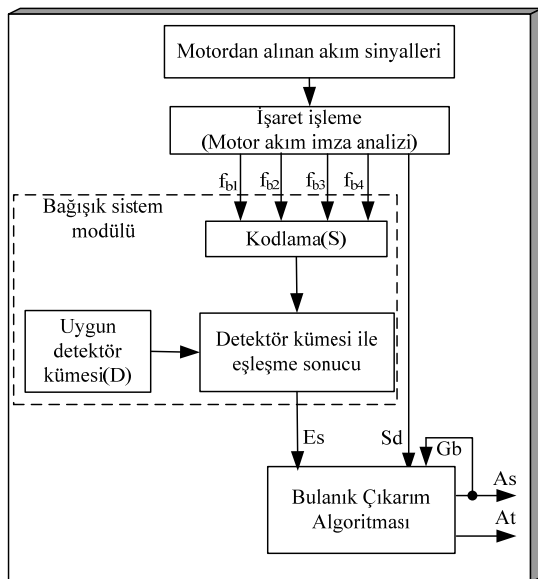 Motordan alınan akım sinyalleri
İşaret işleme
(Motor akım imza analizi)
fb1
fb2
fb3
fb4
Bağışık sistem
modülü
Kodlama(S)
Uygun
detektör
kümesi(D)
Detektör kümesi ile
eşleşme sonucu
Es
Sd
Gb
Bulanık Çıkarım
Algoritması
As
At